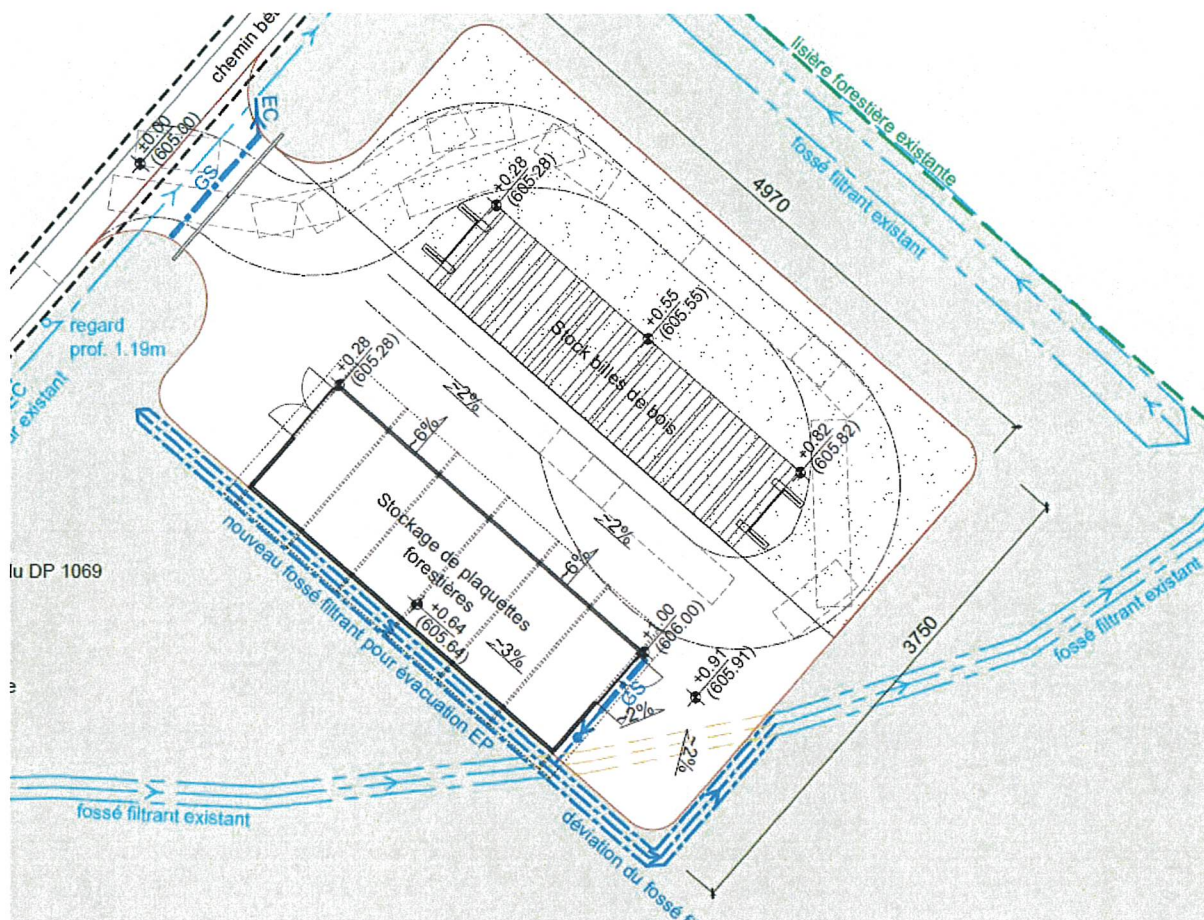 chemin bé
lisière forestière existante
fossé filtrant existant
EC
±0.00
(605.00)
GS
4970
+0.28
(605.28)
+0.55
(605.55)
Stock billes de bois
regard
prof. 1.19m
EC
ur existant
+0.28
(605.28)
~2%
~6%
+0.82
(605.82)
Stockage de plaquettes
forestières
~2%
~6%
nouveau fossé filtrant pour évacuation EP
lu DP 1069
+0.64
(605.64)
~3%
+1.00
(606.00)
GS
+0.91
(605.91)
~2%
~2%
3750
fossé filtrant existant
e
fossé filtrant existant
déviation du fossé fi